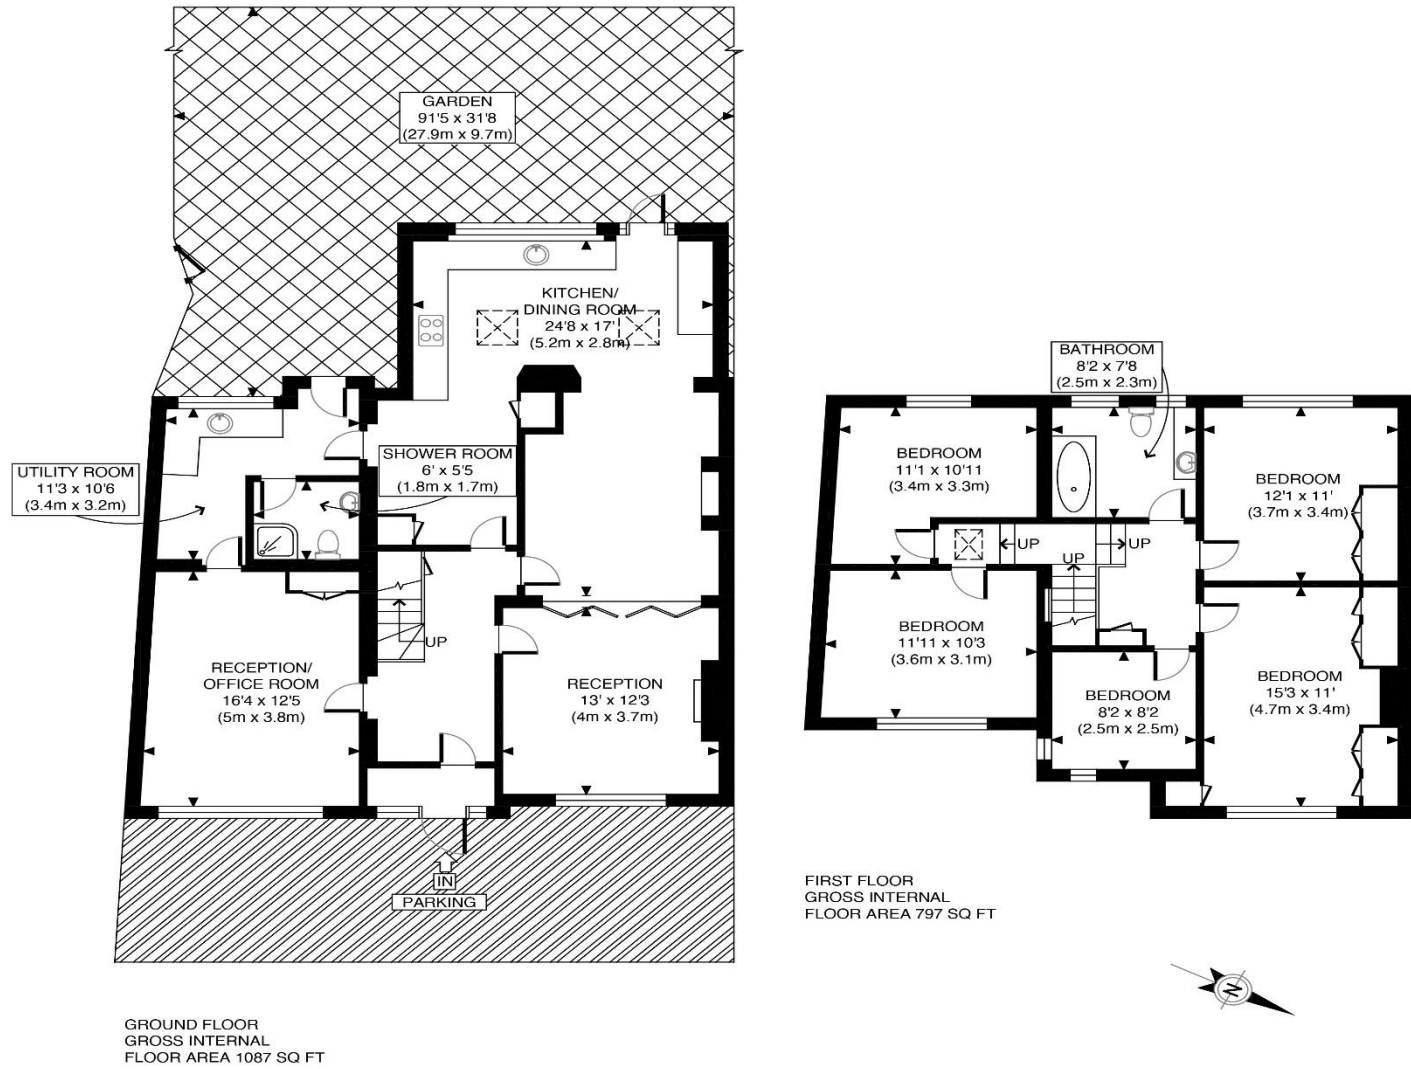 GARDEN
91'5 x 31'8
(27.9m x 9.7m)
KITCHEN/
DINING ROOM
24'8 x 17'
(5.2m x 2.8m)
UTILITY ROOM
11'3 x 10'6
(3.4m x 3.2m)
SHOWER ROOM
6' x 5'5
(1.8m x 1.7m)
UP
RECEPTION/
OFFICE ROOM
16'4 x 12'5
(5m x 3.8m)
RECEPTION
13' x 12'3
(4m x 3.7m)
IN
PARKING
GROUND FLOOR
GROSS INTERNAL
FLOOR AREA 1087 SQ FT
BATHROOM
8'2 x 7'8
(2.5m x 2.3m)
BEDROOM
11'1 x 10'11
(3.4m x 3.3m)
BEDROOM
12'1 x 11'
(3.7m x 3.4m)
UP
UP
UP
BEDROOM
11'11 x 10'3
(3.6m x 3.1m)
BEDROOM
8'2 x 8'2
(2.5m x 2.5m)
BEDROOM
15'3 x 11'
(4.7m x 3.4m)
FIRST FLOOR
GROSS INTERNAL
FLOOR AREA 797 SQ FT
N